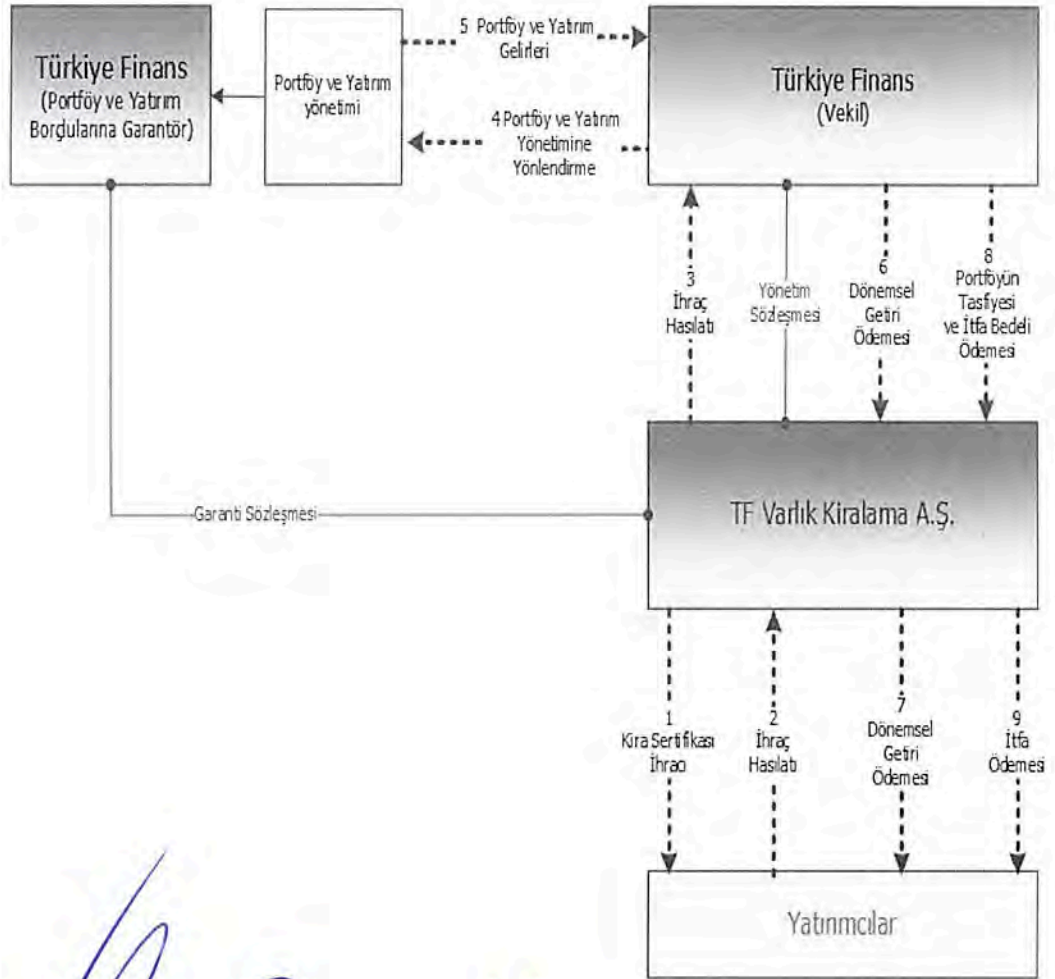 Türkiye Finans
(Portföy ve Yatırım
Borçlularına Garantör)
Portföy ve Yatırım
yönetimi
5 Portföy ve Yatırım
Gelirleri
4 Portföy ve Yatırım
Yönetimine
Yönlendirme
Türkiye Finans
(Vekil)
3
İhraç
Hasılatı
Yönetim
Sözleşmesi
6
Dönemsel
Getiri
Ödemesi
8
Portföyün
Tasfiyesi
ve İtfa Bedeli
Ödemesi
Garanti Sözleşmesi
TF Varlık Kiralama A.Ş.
1
Kira Sertifikası
İhracı
2
İhraç
Hasılatı
7
Dönemsel
Getiri
Ödemesi
9
İtfa
Ödemesi
Yatırımcılar